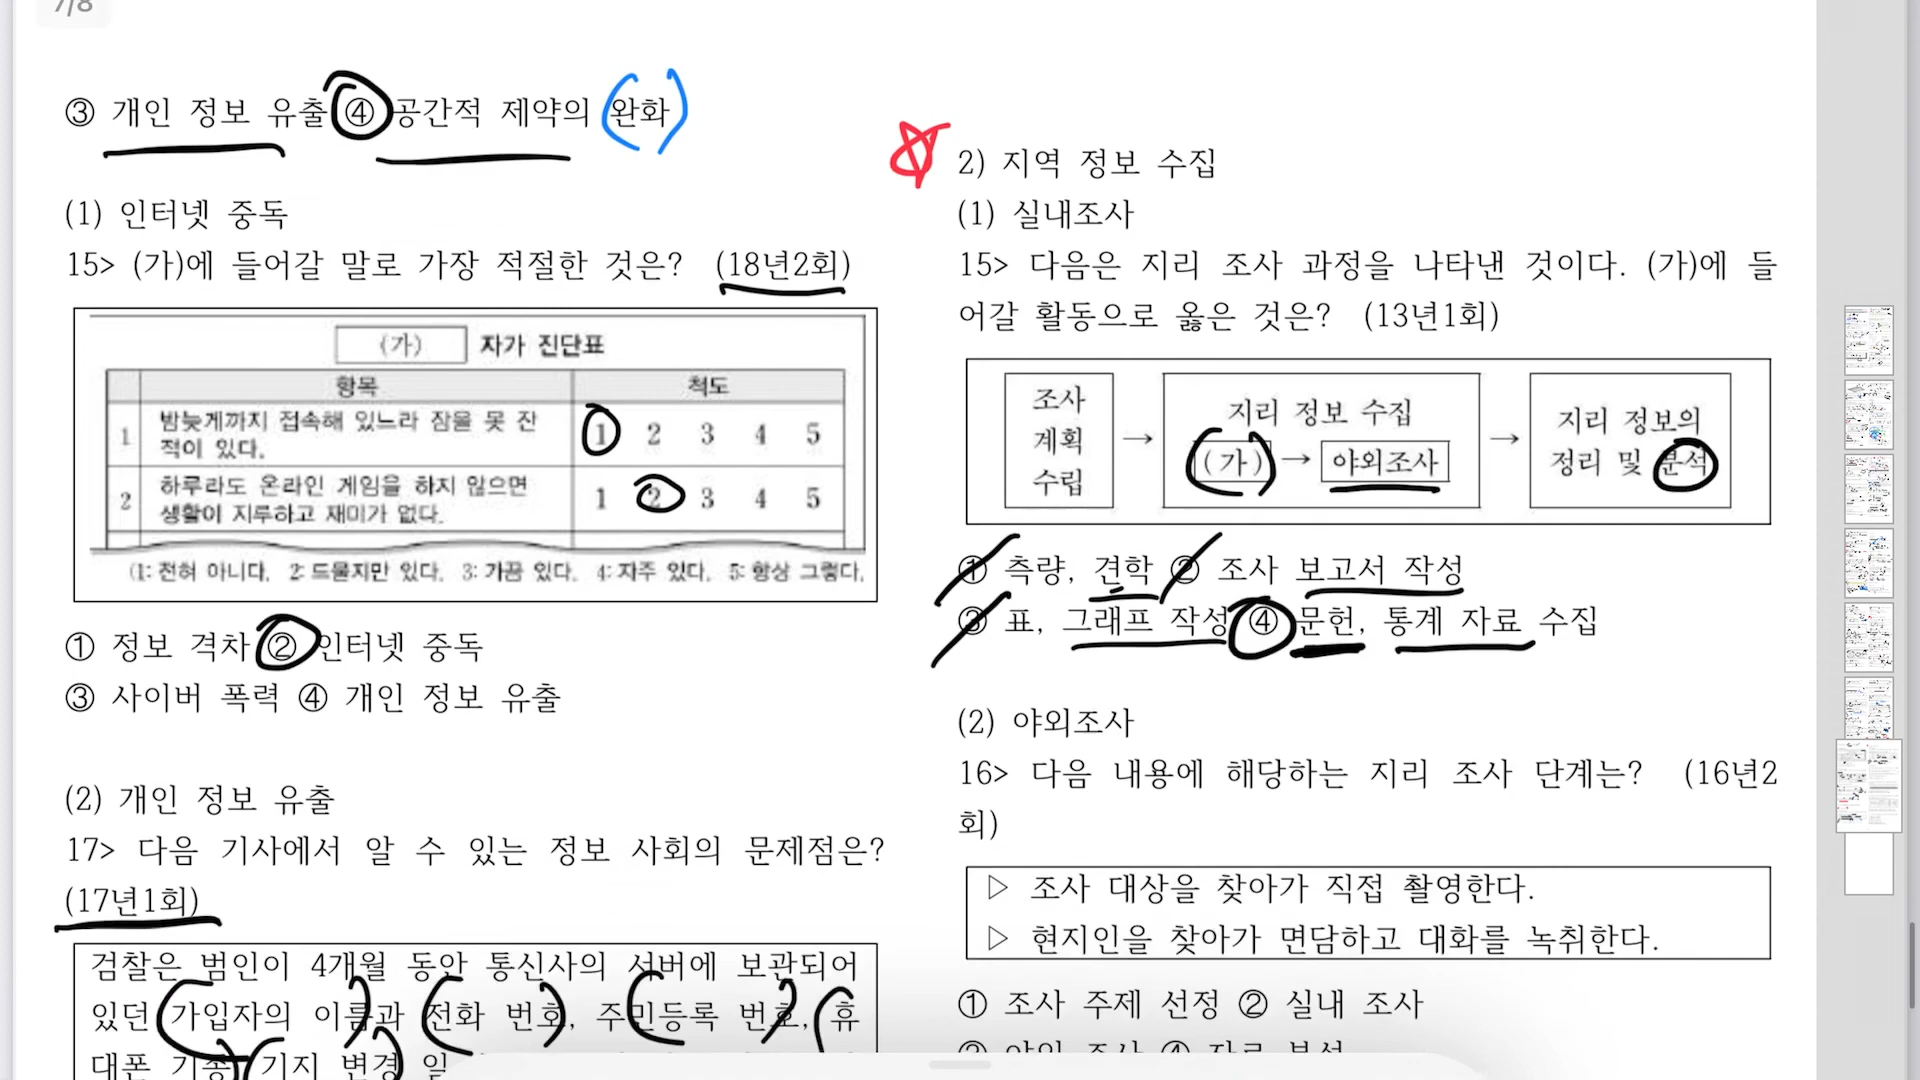 7/8
③ 개인 정보 유출 ④ 공간적 제약의 완화
(1) 인터넷 중독
15> (가)에 들어갈 말로 가장 적절한 것은? (18년2회)
(가) 자가 진단표
항목 척도
1 밤늦게까지 접속해 있느라 잠을 못 잔 적이 있다. 1 2 3 4 5
2 하루라도 온라인 게임을 하지 않으면 생활이 지루하고 재미가 없다. 1 2 3 4 5
(1: 전혀 아니다. 2: 드물지만 있다. 3: 가끔 있다. 4: 자주 있다. 5: 항상 그렇다.
① 정보 격차 ② 인터넷 중독
③ 사이버 폭력 ④ 개인 정보 유출
(2) 개인 정보 유출
17> 다음 기사에서 알 수 있는 정보 사회의 문제점은?
(17년1회)
검찰은 범인이 4개월 동안 통신사의 서버에 보관되어
있던 가입자의 이름과 전화 번호, 주민등록 번호, 휴
대폰 기종, 기지 변경 일
2) 지역 정보 수집
(1) 실내조사
15> 다음은 지리 조사 과정을 나타낸 것이다. (가)에 들
어갈 활동으로 옳은 것은? (13년1회)
조사 계획 수립 → 지리 정보 수집 (가) → 야외조사 → 지리 정보의 정리 및 분석
① 측량, 견학 ② 조사 보고서 작성
③ 표, 그래프 작성 ④ 문헌, 통계 자료 수집
(2) 야외조사
16> 다음 내용에 해당하는 지리 조사 단계는? (16년2
회)
▷ 조사 대상을 찾아가 직접 촬영한다.
▷ 현지인을 찾아가 면담하고 대화를 녹취한다.
① 조사 주제 선정 ② 실내 조사
③ 야외 조사 ④ 자료 분석